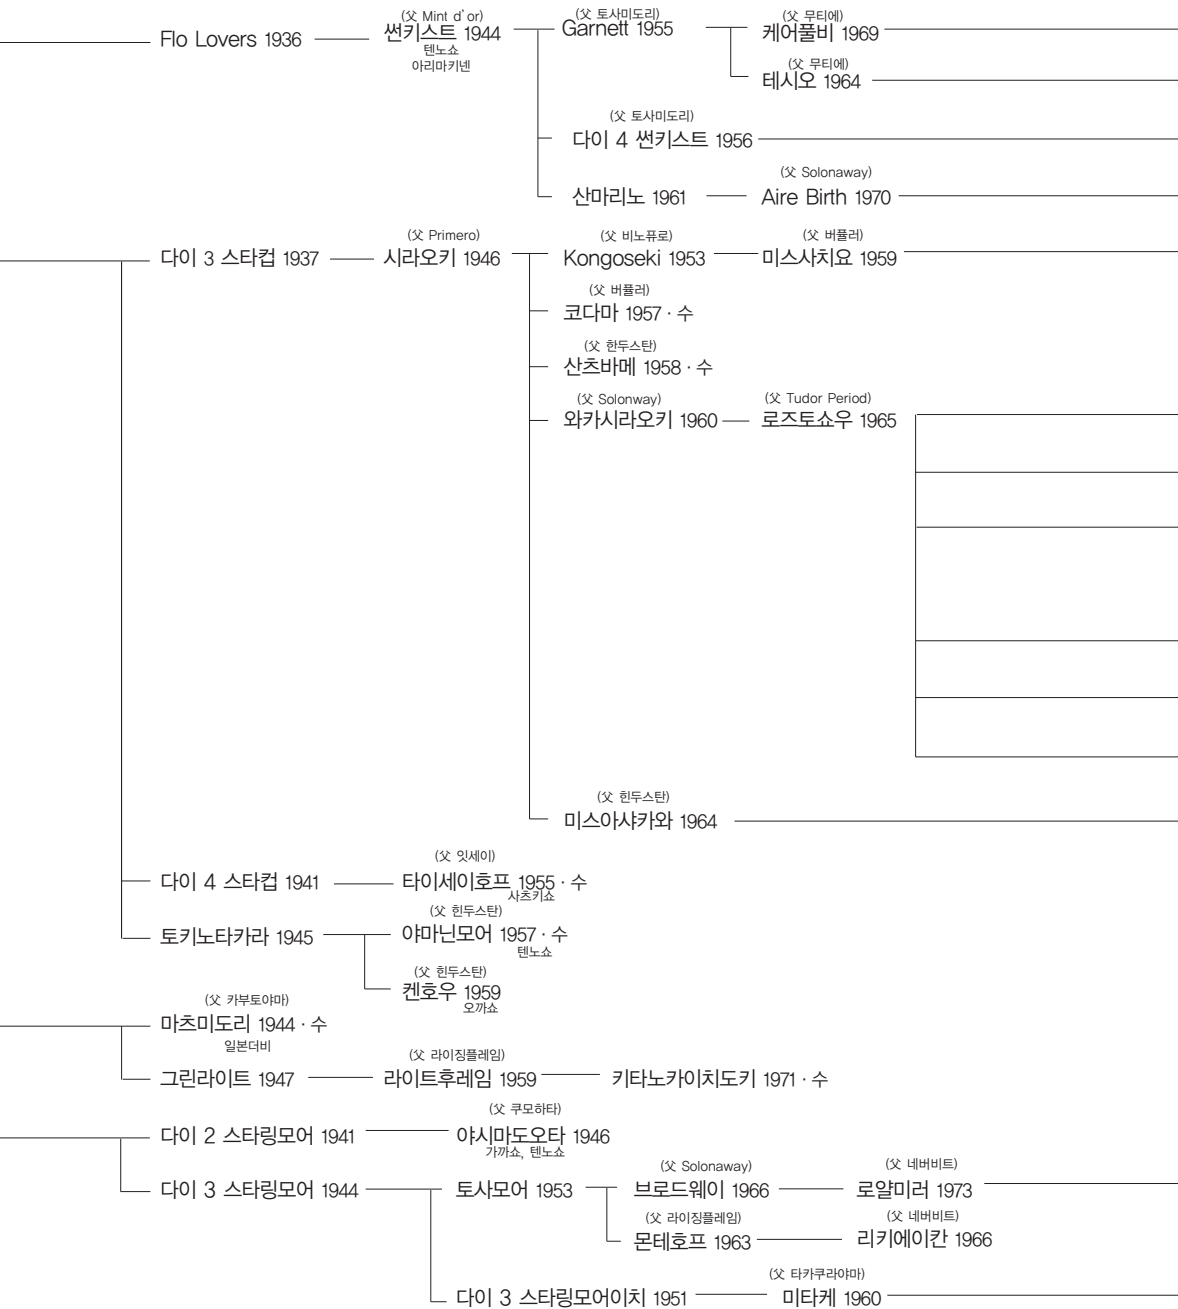 (父 Mint d'or)
(父 토사미도리)
(父 무티에)
Flo Lovers 1936
썬키스트 1944
Garnett 1955
케어풀비 1969
텐노쇼
아리마키넨
(父 무티에)
테시오 1964
(父 토사미도리)
다이 4 썬키스트 1956
(父 Solonaway)
산마리노 1961
Aire Birth 1970
(父 Primero)
(父 비노퓨로)
(父 버퓰러)
다이 3 스타컵 1937
시라오키 1946
Kongoseki 1953
미스사치요 1959
(父 버퓰러)
코다마 1957 · 수
(父 한두스탄)
산츠바메 1958 · 수
(父 Solonway)
(父 Tudor Period)
와카시라오키 1960
로즈토쇼우 1965
(父 힌두스탄)
미스아샤카와 1964
(父 잇세이)
다이 4 스타컵 1941
타이세이호프 1955 · 수
사츠키쇼
(父 힌두스탄)
토키노타카라 1945
야마닌모어 1957 · 수
텐노쇼
(父 힌두스탄)
켄호우 1959
오까쇼
(父 카부토야마)
마츠미도리 1944 · 수
일본더비
(父 라이징플레임)
그린라이트 1947
라이트후레임 1959
키타노카이치도키 1971 · 수
(父 쿠모하타)
다이 2 스타링모어 1941
야시마도오타 1946
가까쇼, 텐노쇼
(父 Solonaway)
(父 네버비트)
다이 3 스타링모어 1944
토사모어 1953
브로드웨이 1966
로얄미러 1973
(父 라이징플레임)
(父 네버비트)
몬테호프 1963
리키에이칸 1966
(父 타카쿠라야마)
다이 3 스타링모어이치 1951
미타케 1960